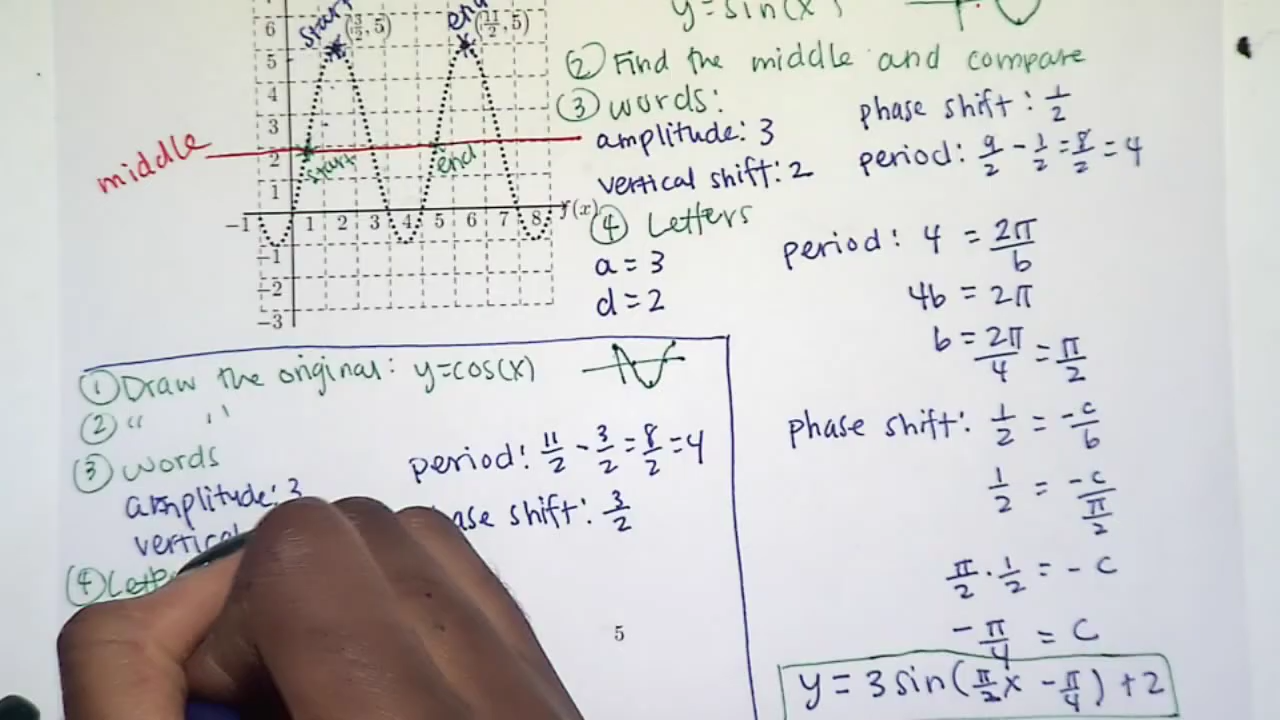 y = sin(x)
6
start
(3/2, 5)
end
(11/2, 5)
5
4
3
2
1
middle
start
end
-1
1 2 3 4 5 6 7 8
f(x)
-1
-2
-3
② Find the middle and compare
③ words:
amplitude: 3
vertical shift: 2
phase shift: 1/2
period: 9/2 - 1/2 = 8/2 = 4
④ Letters
a = 3
d = 2
period: 4 = 2π/b
4b = 2π
b = 2π/4 = π/2
phase shift: 1/2 = -c/b
1/2 = -c/(π/2)
π/2 · 1/2 = -c
-π/4 = c
y = 3 sin(π/2 x - π/4) + 2
① Draw the original: y=cos(x)
② " "
③ words
amplitude: 3
vertical
period: 11/2 - 3/2 = 8/2 = 4
shift: 3/2
④
5